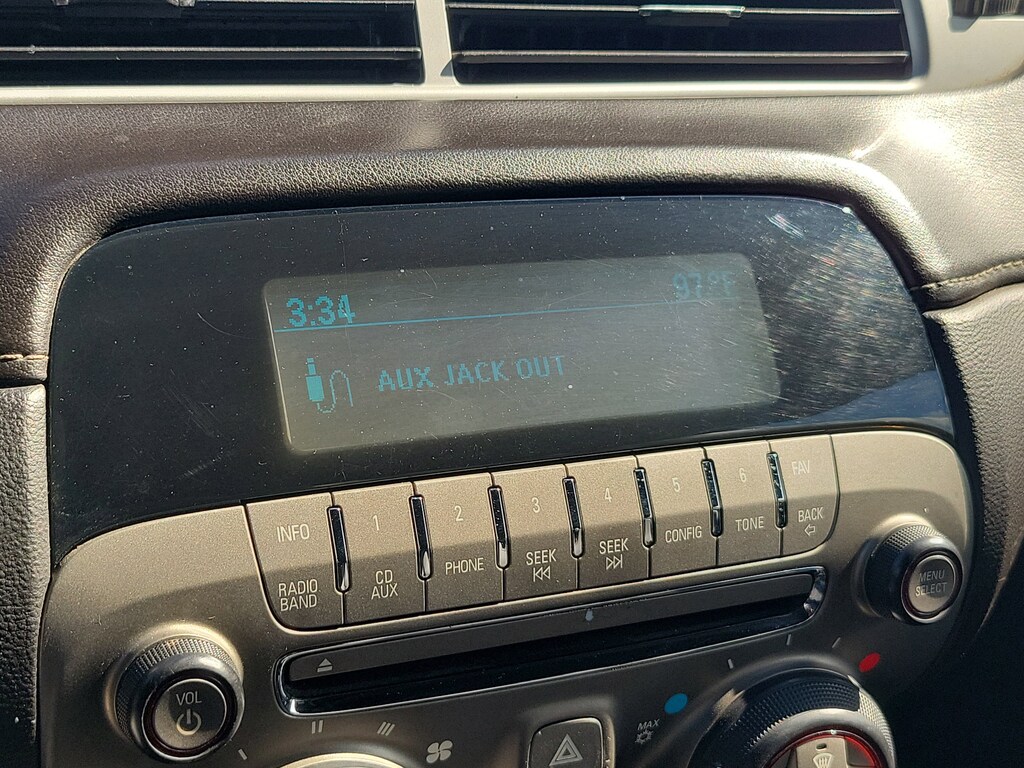 3:34 97°F
AUX JACK OUT
INFO 1 2 3 4 5 6 FAV
RADIO BAND CD AUX PHONE SEEK SEEK CONFIG TONE BACK
MENU SELECT
VOL
MAX